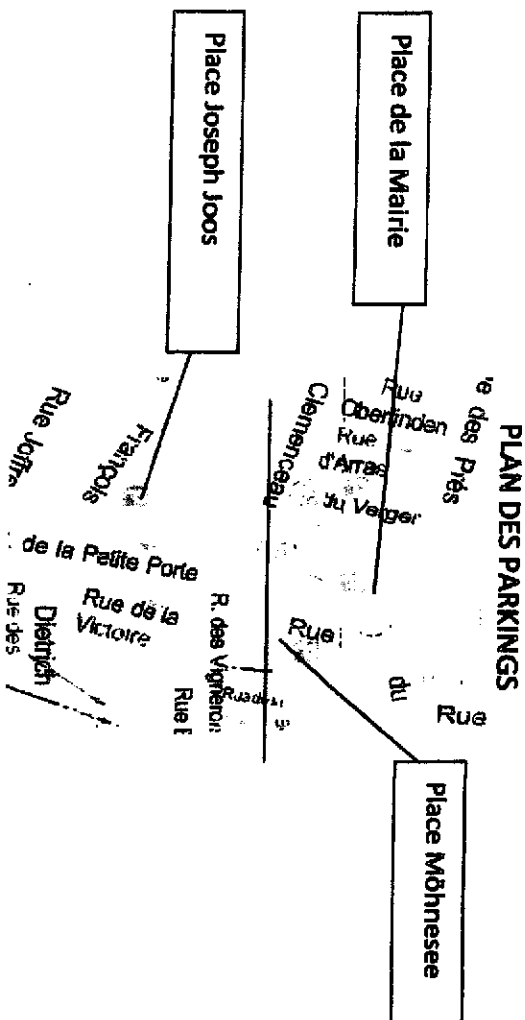 PLAN DES PARKINGS
Place de la Mairie
Place Joseph Joos
Place Möhnesee
des Prés
Rue
Oberlinden
Rue
d'Arras
du Verger
Clemenceau
Rue
du
Rue
François
Rue Joffre
de la Petite Porte
Rue de la
Victoire
R. des Vignerons
Dietrich
Rue des
Rue